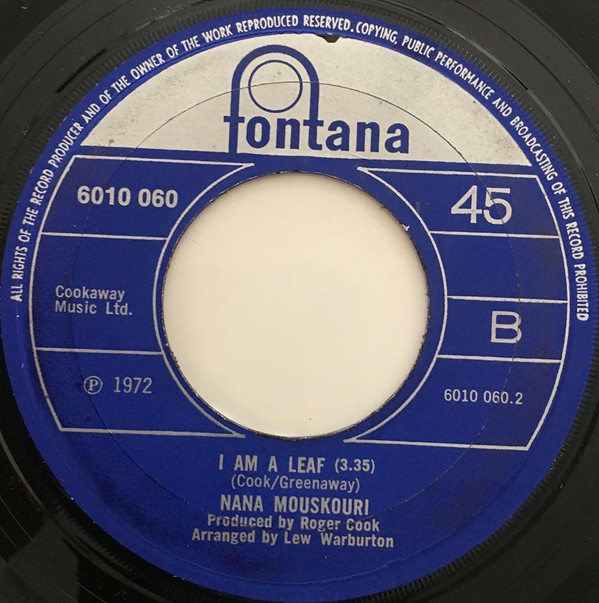 ALL RIGHTS OF THE RECORD PRODUCER AND OF THE OWNER OF THE WORK REPRODUCED RESERVED. COPYING, PUBLIC PERFORMANCE AND BROADCASTING OF THIS RECORD PROHIBITED
fontana
6010 060
45
Cookaway
Music Ltd.
B
℗ 1972
6010 060.2
I AM A LEAF (3.35)
(Cook/Greenaway)
NANA MOUSKOURI
Produced by Roger Cook
Arranged by Lew Warburton